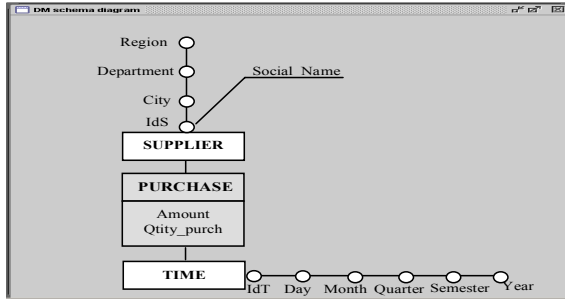 DM schema diagram
Region
Department
Social_Name
City
IdS
SUPPLIER
PURCHASE
Amount
Qtity_purch
TIME
IdT Day Month Quarter Semester Year